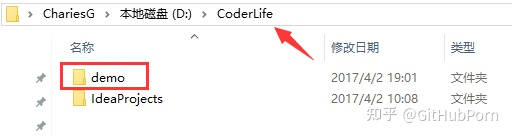 CharlesG > 本地磁盘 (D:) > CoderLife
名称 修改日期 类型
demo 2017/4/2 19:01 文件夹
IdeaProjects 2017/4/2 10:08 文件夹
知乎 @GitHubPorn